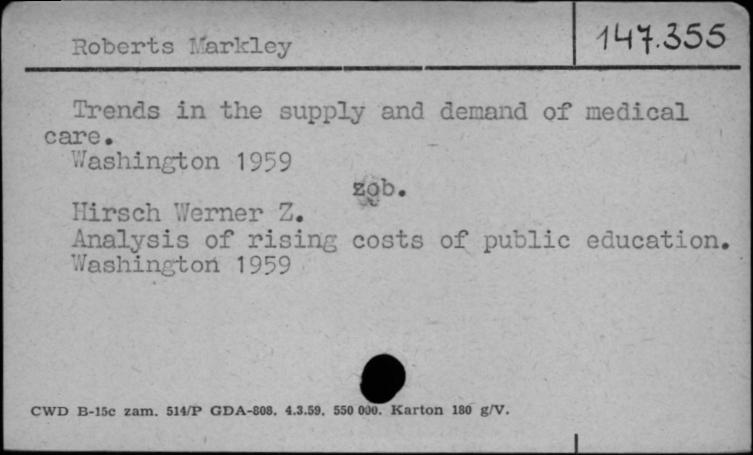 Roberts Markley
147.355
Trends in the supply and demand of medical
care.
Washington 1959
zob.
Hirsch Werner Z.
Analysis of rising costs of public education.
Washington 1959
CWD B-15c zam. 514/P GDA-808. 4.3.59. 550 000. Karton 180 g/V.